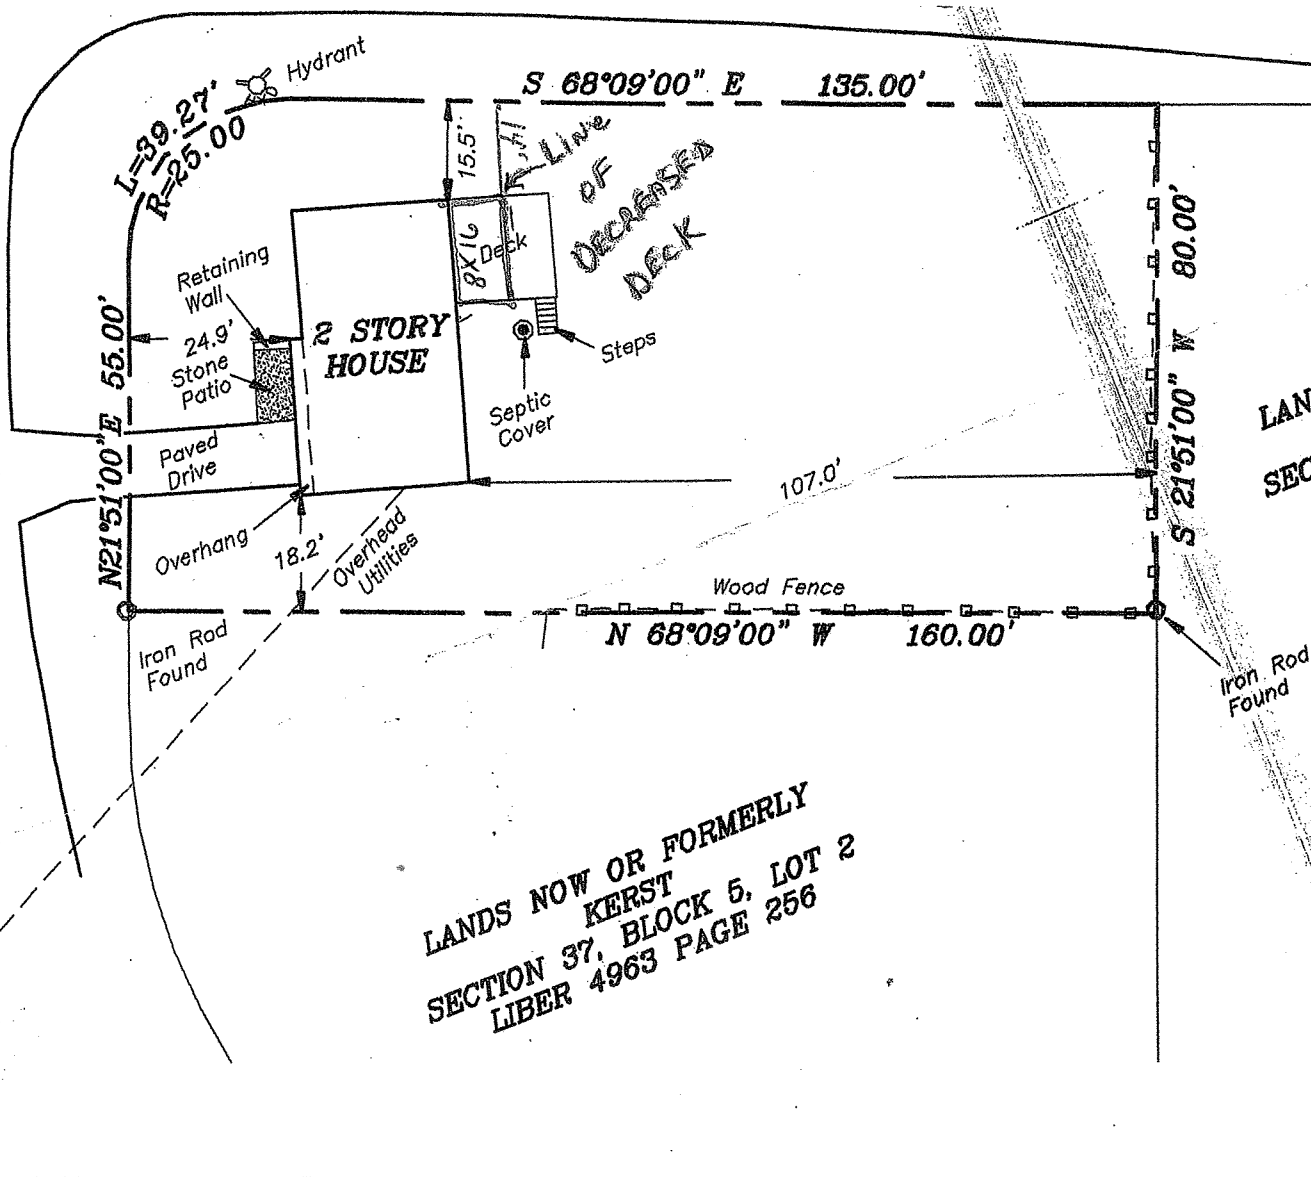 Hydrant
L=39.27'
R=25.00
S 68°09'00" E 135.00'
15.5'
Line
OF
DECREASED
DECK
8X16
Deck
Retaining
Wall
24.9'
Stone
Patio
2 STORY
HOUSE
Steps
Septic
Cover
N21°51'00"E 55.00'
Paved
Drive
S 21°51'00" W 80.00'
LAN
SEC
107.0'
Overhang
18.2'
Overhead
Utilities
Wood Fence
N 68°09'00" W 160.00'
Iron Rod
Found
Iron Rod
Found
LANDS NOW OR FORMERLY
KERST
SECTION 37, BLOCK 5, LOT 2
LIBER 4963 PAGE 256